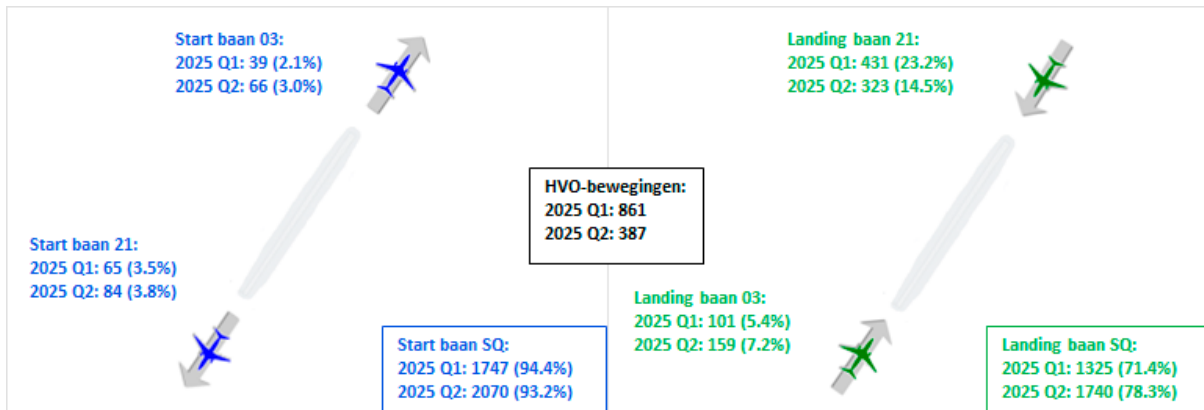 Start baan 03:
2025 Q1: 39 (2.1%)
2025 Q2: 66 (3.0%)
Landing baan 21:
2025 Q1: 431 (23.2%)
2025 Q2: 323 (14.5%)
HVO-bewegingen:
2025 Q1: 861
2025 Q2: 387
Start baan 21:
2025 Q1: 65 (3.5%)
2025 Q2: 84 (3.8%)
Landing baan 03:
2025 Q1: 101 (5.4%)
2025 Q2: 159 (7.2%)
Start baan SQ:
2025 Q1: 1747 (94.4%)
2025 Q2: 2070 (93.2%)
Landing baan SQ:
2025 Q1: 1325 (71.4%)
2025 Q2: 1740 (78.3%)